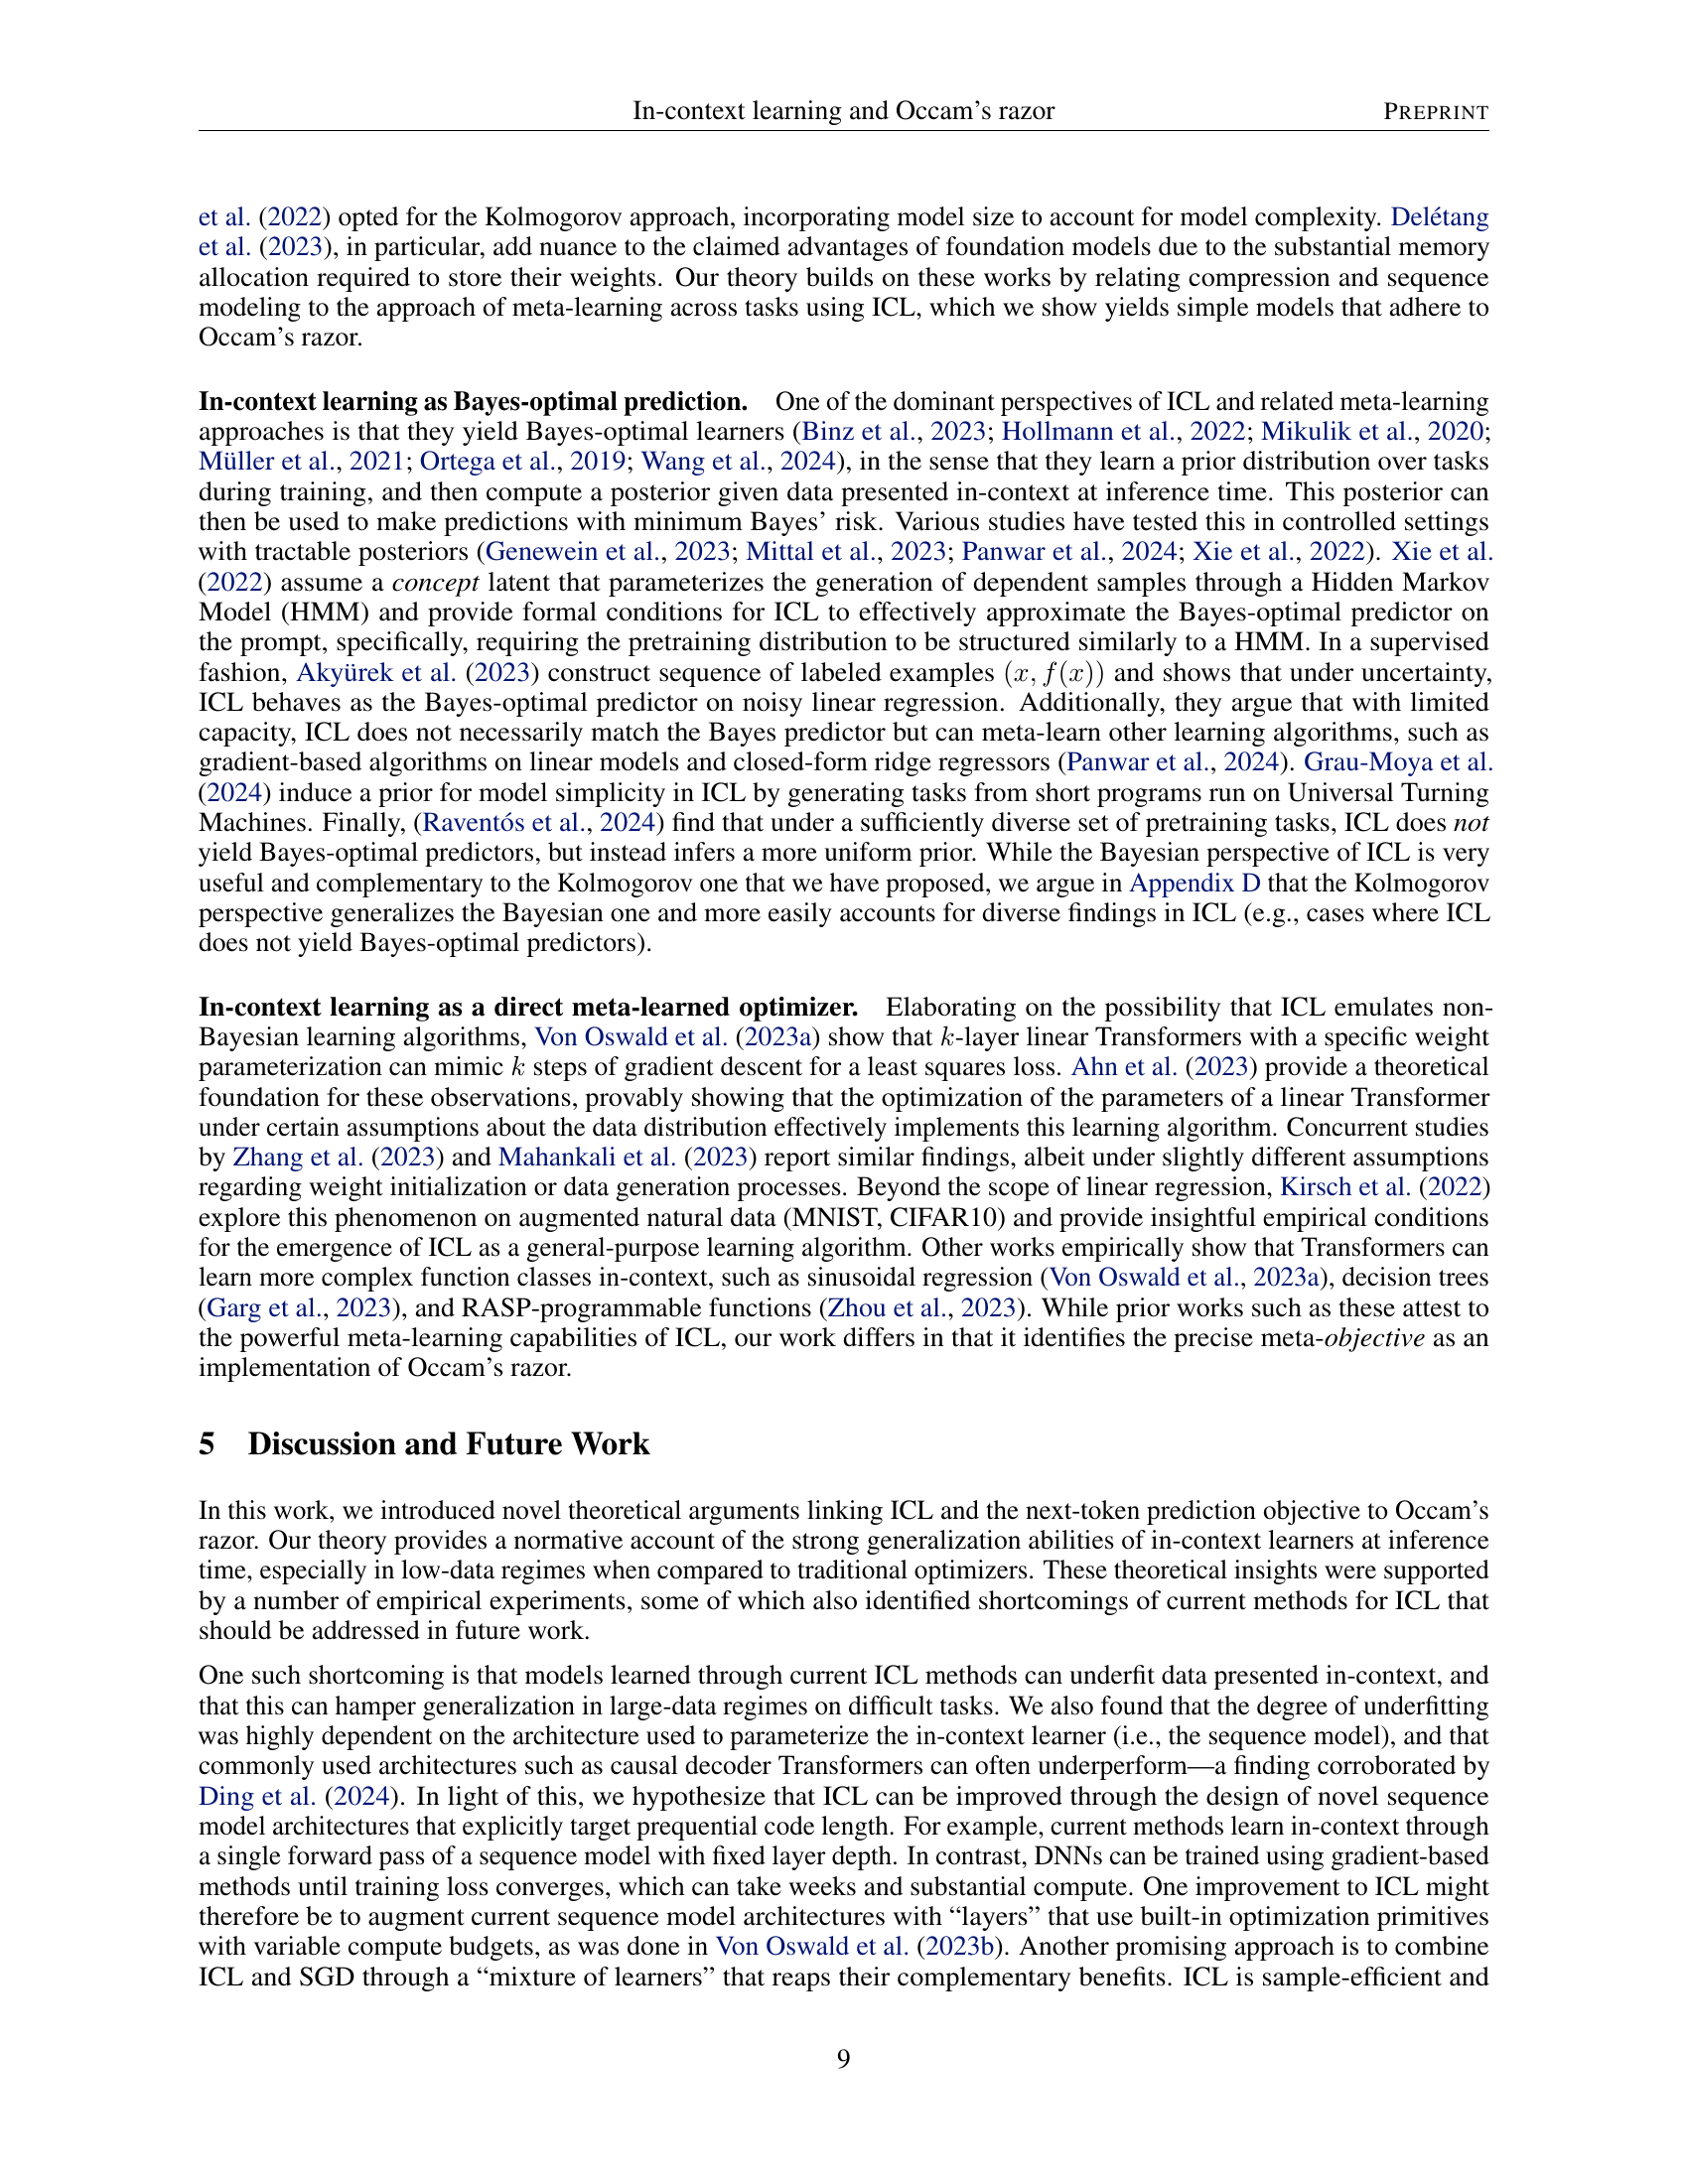 In-context learning and Occam's razor
PREPRINT
et al. (2022) opted for the Kolmogorov approach, incorporating model size to account for model complexity. Delétang
et al. (2023), in particular, add nuance to the claimed advantages of foundation models due to the substantial memory
allocation required to store their weights. Our theory builds on these works by relating compression and sequence
modeling to the approach of meta-learning across tasks using ICL, which we show yields simple models that adhere to
Occam's razor.
In-context learning as Bayes-optimal prediction. One of the dominant perspectives of ICL and related meta-learning
approaches is that they yield Bayes-optimal learners (Binz et al., 2023; Hollmann et al., 2022; Mikulik et al., 2020;
Müller et al., 2021; Ortega et al., 2019; Wang et al., 2024), in the sense that they learn a prior distribution over tasks
during training, and then compute a posterior given data presented in-context at inference time. This posterior can
then be used to make predictions with minimum Bayes' risk. Various studies have tested this in controlled settings
with tractable posteriors (Genewein et al., 2023; Mittal et al., 2023; Panwar et al., 2024; Xie et al., 2022). Xie et al.
(2022) assume a concept latent that parameterizes the generation of dependent samples through a Hidden Markov
Model (HMM) and provide formal conditions for ICL to effectively approximate the Bayes-optimal predictor on
the prompt, specifically, requiring the pretraining distribution to be structured similarly to a HMM. In a supervised
fashion, Akyürek et al. (2023) construct sequence of labeled examples (x, f(x)) and shows that under uncertainty,
ICL behaves as the Bayes-optimal predictor on noisy linear regression. Additionally, they argue that with limited
capacity, ICL does not necessarily match the Bayes predictor but can meta-learn other learning algorithms, such as
gradient-based algorithms on linear models and closed-form ridge regressors (Panwar et al., 2024). Grau-Moya et al.
(2024) induce a prior for model simplicity in ICL by generating tasks from short programs run on Universal Turning
Machines. Finally, (Raventós et al., 2024) find that under a sufficiently diverse set of pretraining tasks, ICL does not
yield Bayes-optimal predictors, but instead infers a more uniform prior. While the Bayesian perspective of ICL is very
useful and complementary to the Kolmogorov one that we have proposed, we argue in Appendix D that the Kolmogorov
perspective generalizes the Bayesian one and more easily accounts for diverse findings in ICL (e.g., cases where ICL
does not yield Bayes-optimal predictors).
In-context learning as a direct meta-learned optimizer. Elaborating on the possibility that ICL emulates non-
Bayesian learning algorithms, Von Oswald et al. (2023a) show that k-layer linear Transformers with a specific weight
parameterization can mimic k steps of gradient descent for a least squares loss. Ahn et al. (2023) provide a theoretical
foundation for these observations, provably showing that the optimization of the parameters of a linear Transformer
under certain assumptions about the data distribution effectively implements this learning algorithm. Concurrent studies
by Zhang et al. (2023) and Mahankali et al. (2023) report similar findings, albeit under slightly different assumptions
regarding weight initialization or data generation processes. Beyond the scope of linear regression, Kirsch et al. (2022)
explore this phenomenon on augmented natural data (MNIST, CIFAR10) and provide insightful empirical conditions
for the emergence of ICL as a general-purpose learning algorithm. Other works empirically show that Transformers can
learn more complex function classes in-context, such as sinusoidal regression (Von Oswald et al., 2023a), decision trees
(Garg et al., 2023), and RASP-programmable functions (Zhou et al., 2023). While prior works such as these attest to
the powerful meta-learning capabilities of ICL, our work differs in that it identifies the precise meta-objective as an
implementation of Occam's razor.
5 Discussion and Future Work
In this work, we introduced novel theoretical arguments linking ICL and the next-token prediction objective to Occam's
razor. Our theory provides a normative account of the strong generalization abilities of in-context learners at inference
time, especially in low-data regimes when compared to traditional optimizers. These theoretical insights were supported
by a number of empirical experiments, some of which also identified shortcomings of current methods for ICL that
should be addressed in future work.
One such shortcoming is that models learned through current ICL methods can underfit data presented in-context, and
that this can hamper generalization in large-data regimes on difficult tasks. We also found that the degree of underfitting
was highly dependent on the architecture used to parameterize the in-context learner (i.e., the sequence model), and that
commonly used architectures such as causal decoder Transformers can often underperform—a finding corroborated by
Ding et al. (2024). In light of this, we hypothesize that ICL can be improved through the design of novel sequence
model architectures that explicitly target prequential code length. For example, current methods learn in-context through
a single forward pass of a sequence model with fixed layer depth. In contrast, DNNs can be trained using gradient-based
methods until training loss converges, which can take weeks and substantial compute. One improvement to ICL might
therefore be to augment current sequence model architectures with “layers” that use built-in optimization primitives
with variable compute budgets, as was done in Von Oswald et al. (2023b). Another promising approach is to combine
ICL and SGD through a “mixture of learners” that reaps their complementary benefits. ICL is sample-efficient and
9